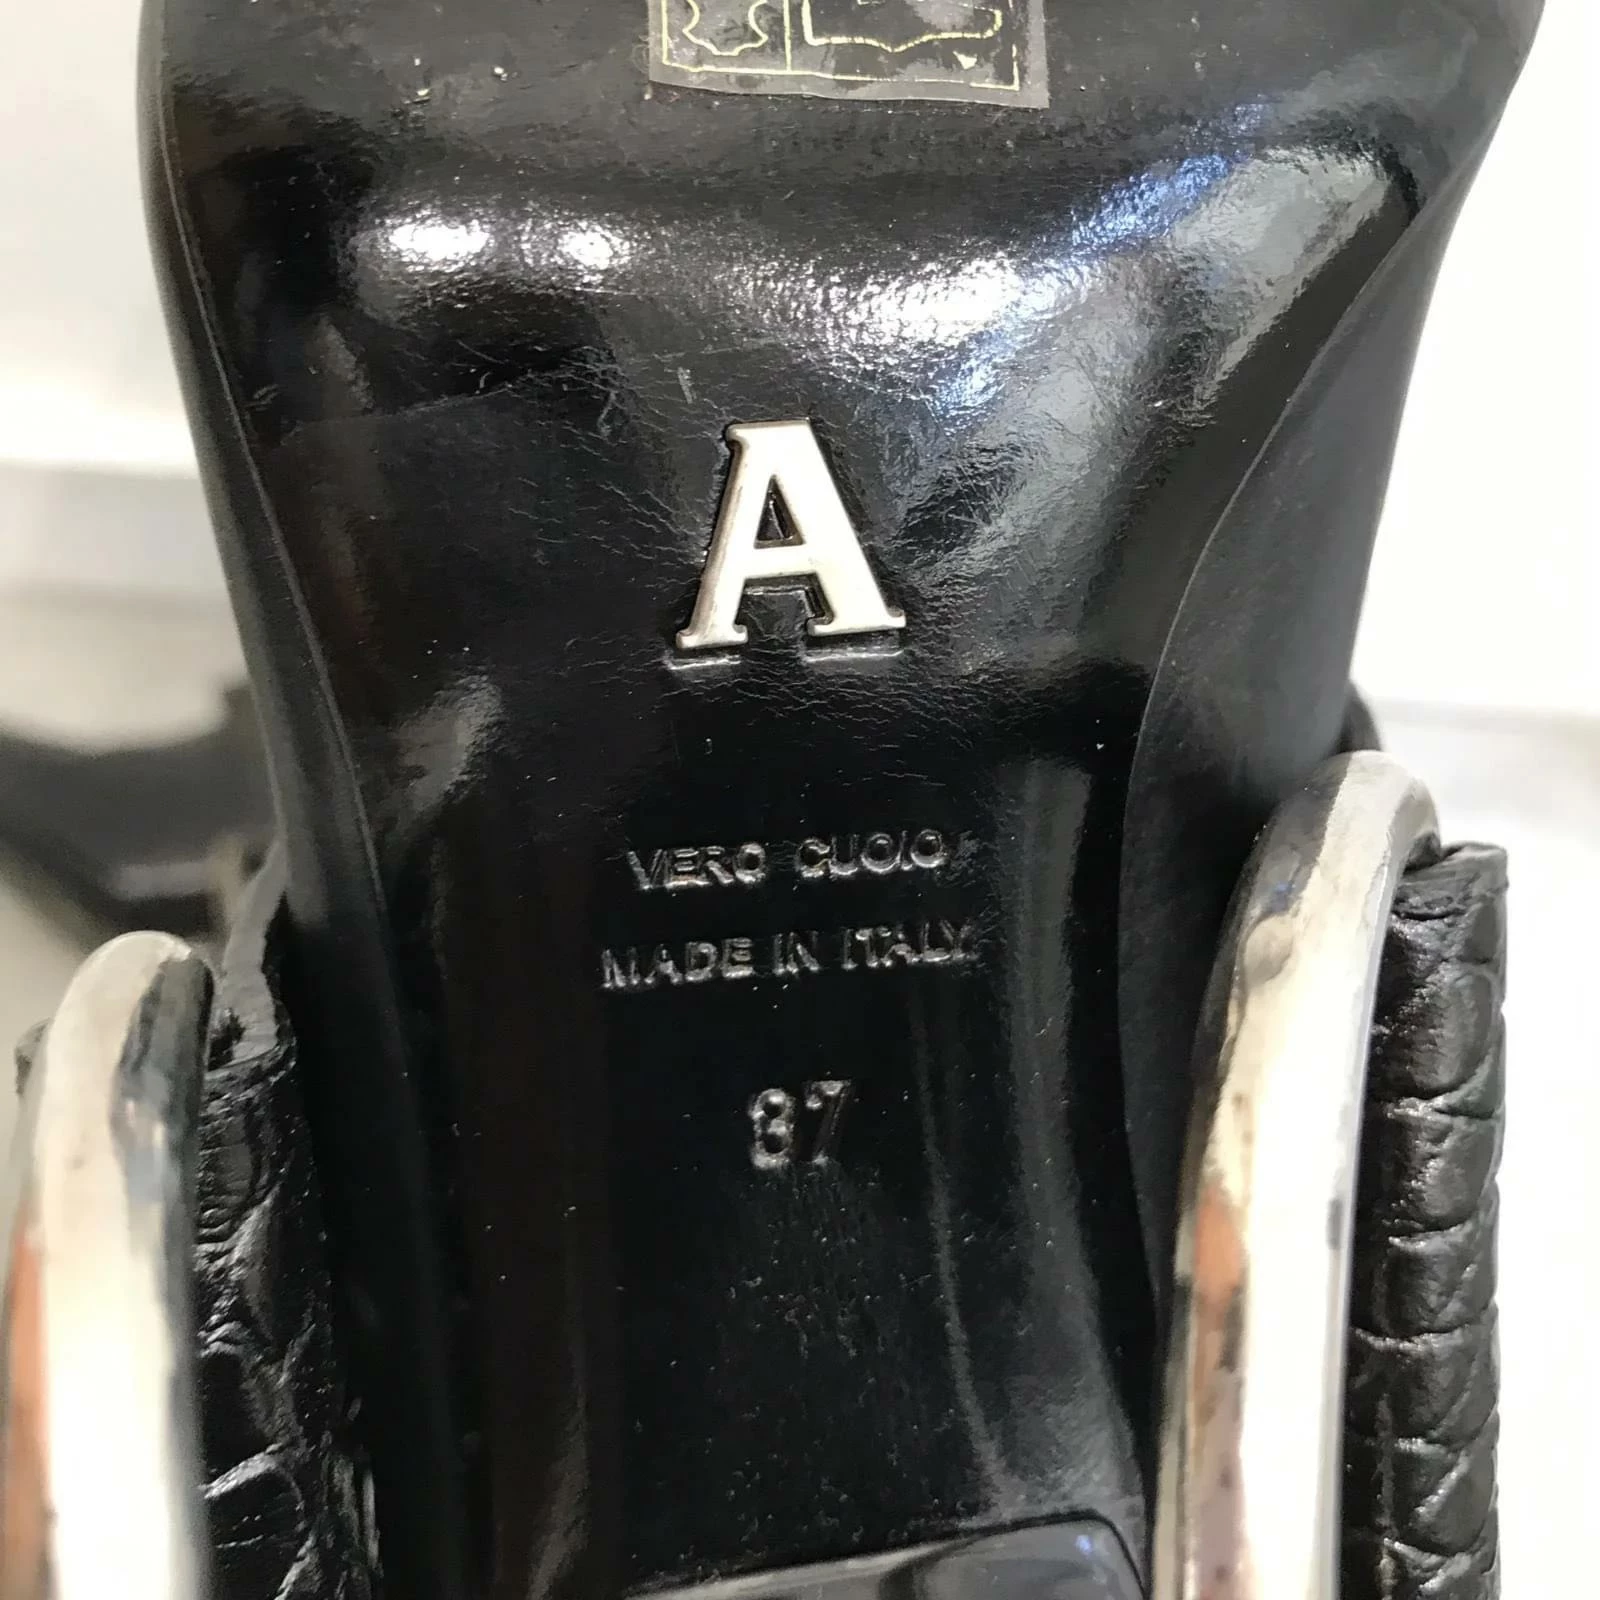 A
VERO CUOIO
MADE IN ITALY
37